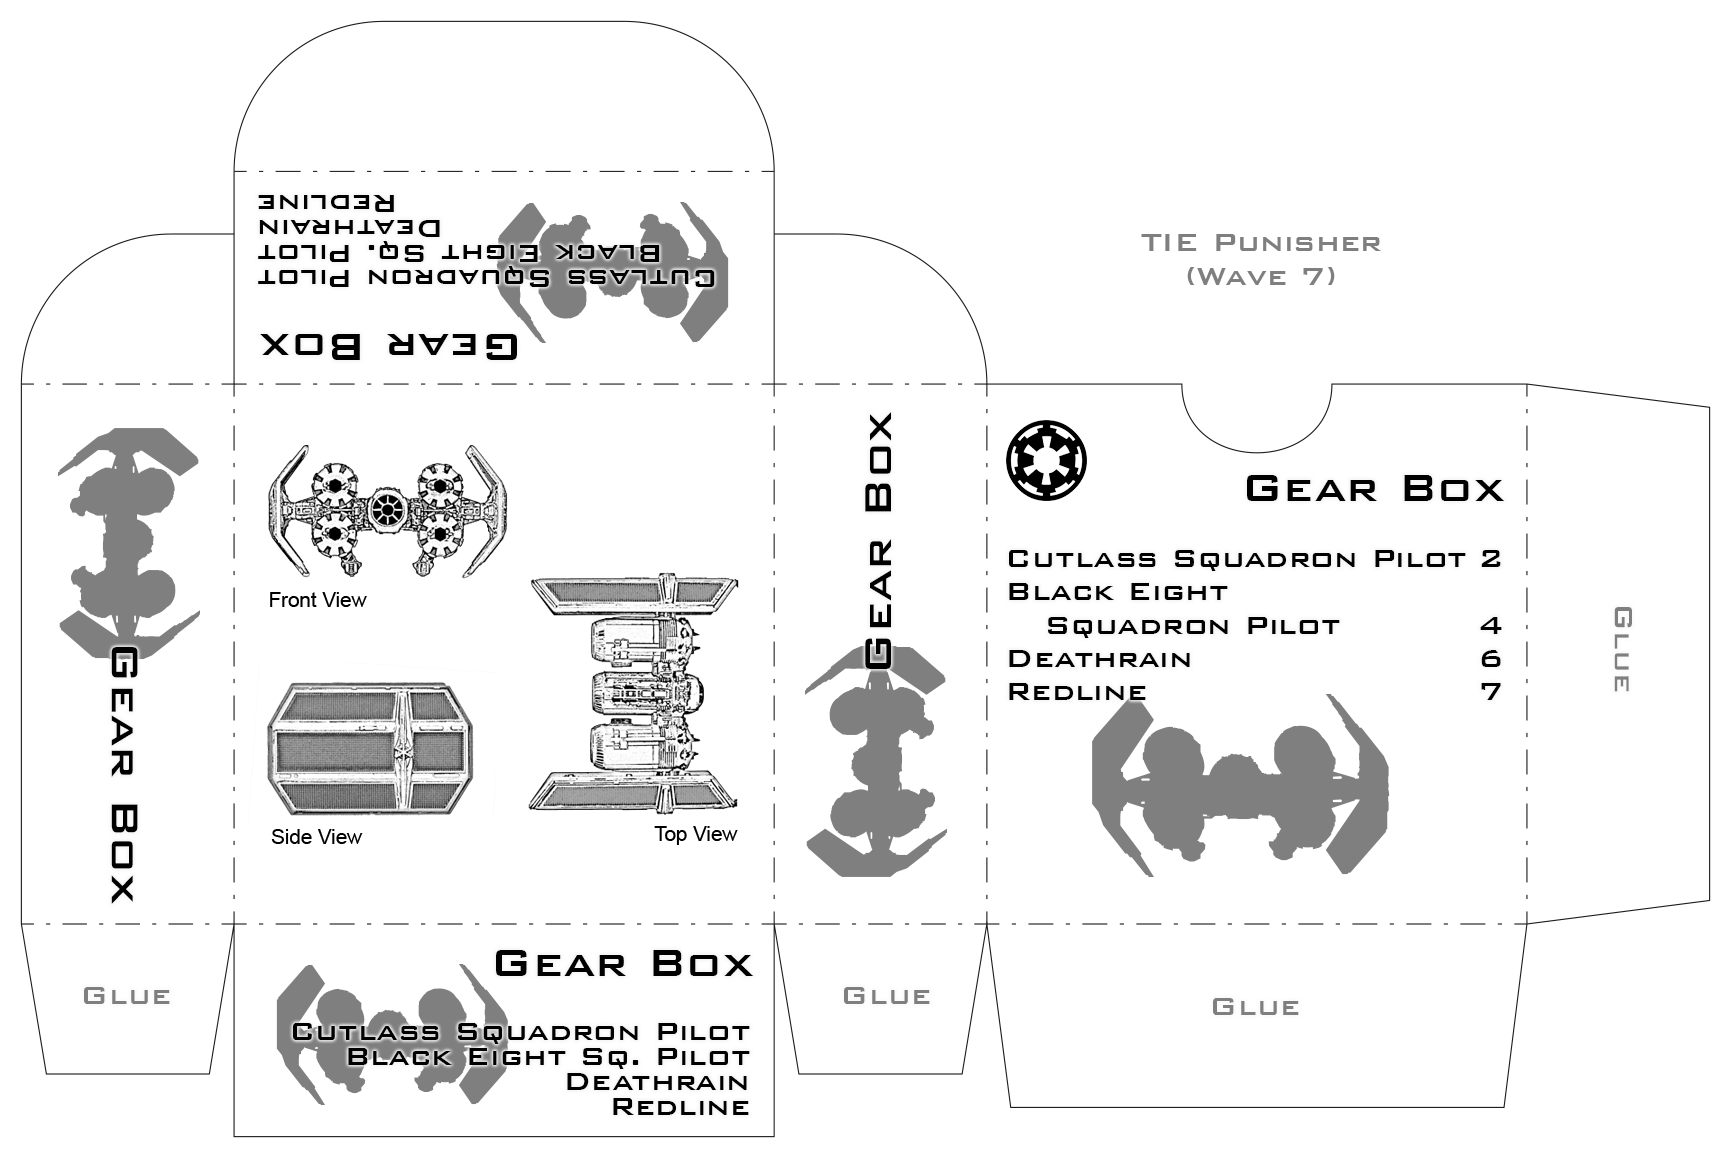 REDLINE
DEATHRAIN
BLACK EIGHT SQ. PILOT
CUTLASS SQUADRON PILOT
GEAR BOX
TIE PUNISHER
(WAVE 7)
GEAR BOX
Front View
Side View
Top View
GEAR BOX
GEAR BOX
CUTLASS SQUADRON PILOT 2
BLACK EIGHT
SQUADRON PILOT 4
DEATHRAIN 6
REDLINE 7
GLUE
GLUE
GEAR BOX
CUTLASS SQUADRON PILOT
BLACK EIGHT SQ. PILOT
DEATHRAIN
REDLINE
GLUE
GLUE